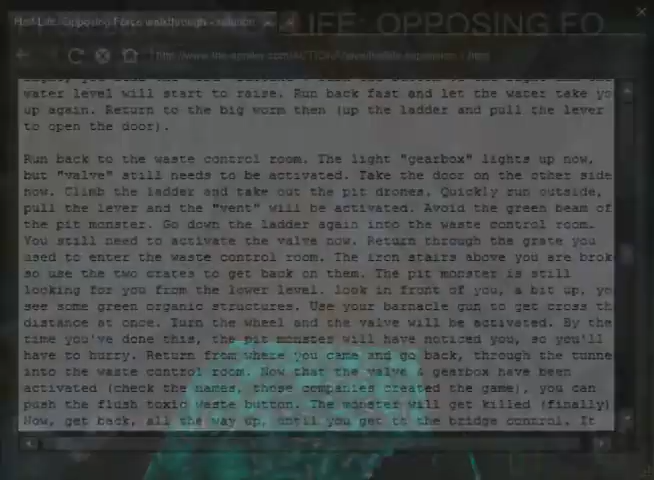 Half-Life: Opposing Force walkthrough - solution
LIFE: OPPOSING FO
water level will start to raise. Run back fast and let the water take yo
up again. Return to the big worm then (up the ladder and pull the lever
to open the door).
Run back to the waste control room. The light "gearbox" lights up now,
but "valve" still needs to be activated. Take the door on the other side
now. Climb the ladder and take out the pit drones. Quickly run outside,
pull the lever and the "vent" will be activated. Avoid the green beam of
the pit monster. Go down the ladder again into the waste control room.
You still need to activate the valve now. Return through the grate you
used to enter the waste control room. The iron stairs above you are brok
so use the two crates to get back on them. The pit monster is still
looking for you from the lower level. look in front of you, a bit up, yo
see some green organic structures. Use your barnacle gun to get cross th
distance at once. Turn the wheel and the valve will be activated. By the
time you've done this, the monster will have noticed you, so you'll
have to hurry. Return from where you came and go back, through the tunne
into the waste control room. Now that the valve & gearbox have been
activated (check the names, those companies created the game), you can
push the flush toxic waste button. The monster will get killed (finally)
Now, get back, all the way up, until you get to the bridge control. It